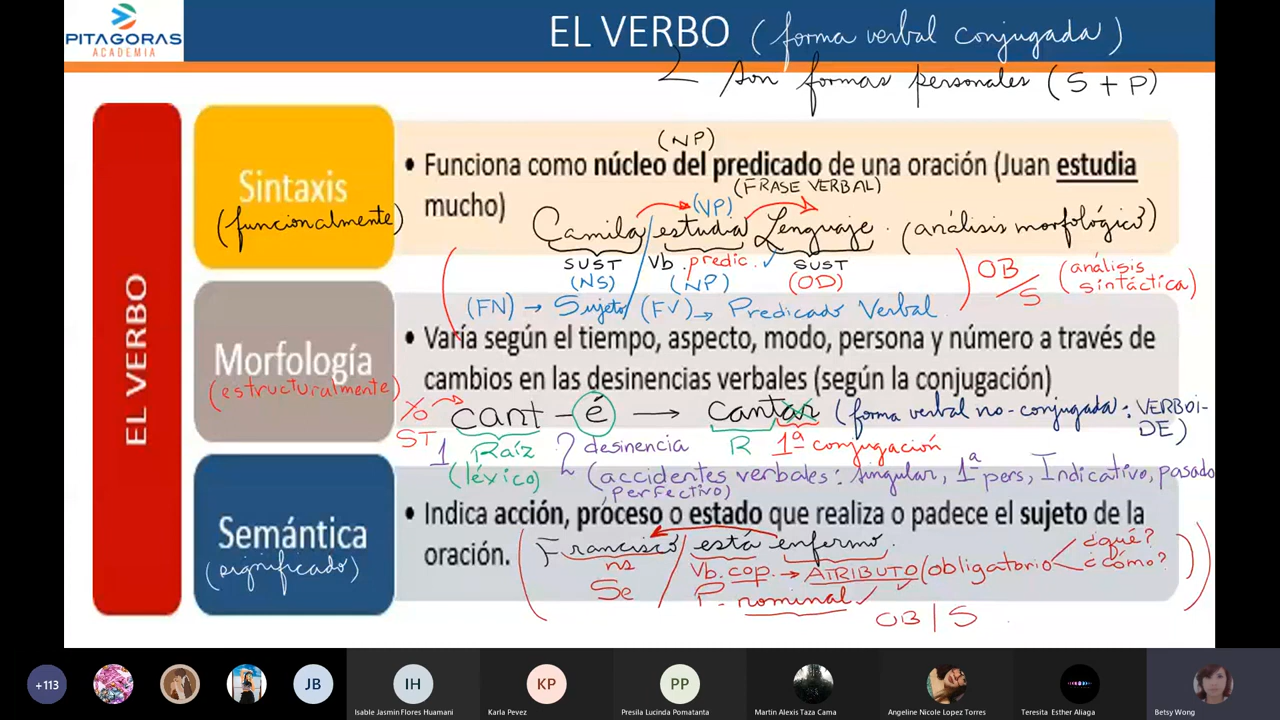 PITAGORAS
ACADEMIA
EL VERBO (forma verbal conjugada)
son formas personales (S + P)
EL VERBO
Sintaxis
(funcionalmente)
(NP)
• Funciona como núcleo del predicado de una oración (Juan estudia
(FRASE VERBAL)
mucho)
(VP)
Camila / estudia Lenguaje. (análisis morfológico)
SUST Vb. predic. SUST
(NS) (NP) (OD)
OB/S (análisis sintáctica)
(FN) → Sujeto / (FV) → Predicado Verbal
Morfología
(estructuralmente)
• Varía según el tiempo, aspecto, modo, persona y número a través de
cambios en las desinencias verbales (según la conjugación)
cant – é → cantar (forma verbal no-conjugada: VERBOI-
DE)
ST 1 Raíz 2 desinencia R 1ª conjugación
(léxico) (accidentes verbales: singular, 1ª pers, Indicativo, pasado
, perfectivo)
Semántica
(significado)
• Indica acción, proceso o estado que realiza o padece el sujeto de la
oración.
(Francisco / está enfermo.
ns Vb. cop. → ATRIBUTO (obligatorio ¿qué? ¿cómo?))
Se P. nominal
OB | S
+113
JB
IH
Isable Jasmin Flores Huamani
KP
Karla Pevez
PP
Presila Lucinda Pomatanta
Martin Alexis Taza Cama
Angeline Nicole Lopez Torres
Teresita Esther Aliaga
Betsy Wong